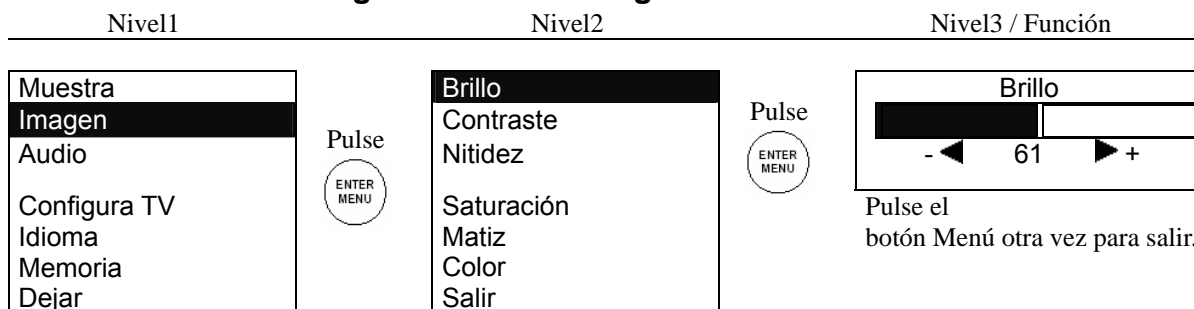 Nivel1 Nivel2 Nivel3 / Función
Muestra
Imagen
Audio
Configura TV
Idioma
Memoria
Dejar
Pulse
ENTER
MENU
Brillo
Contraste
Nitidez
Saturación
Matiz
Color
Salir
Pulse
ENTER
MENU
Brillo
- ◀ 61 ▶ +
Pulse el
botón Menú otra vez para salir.